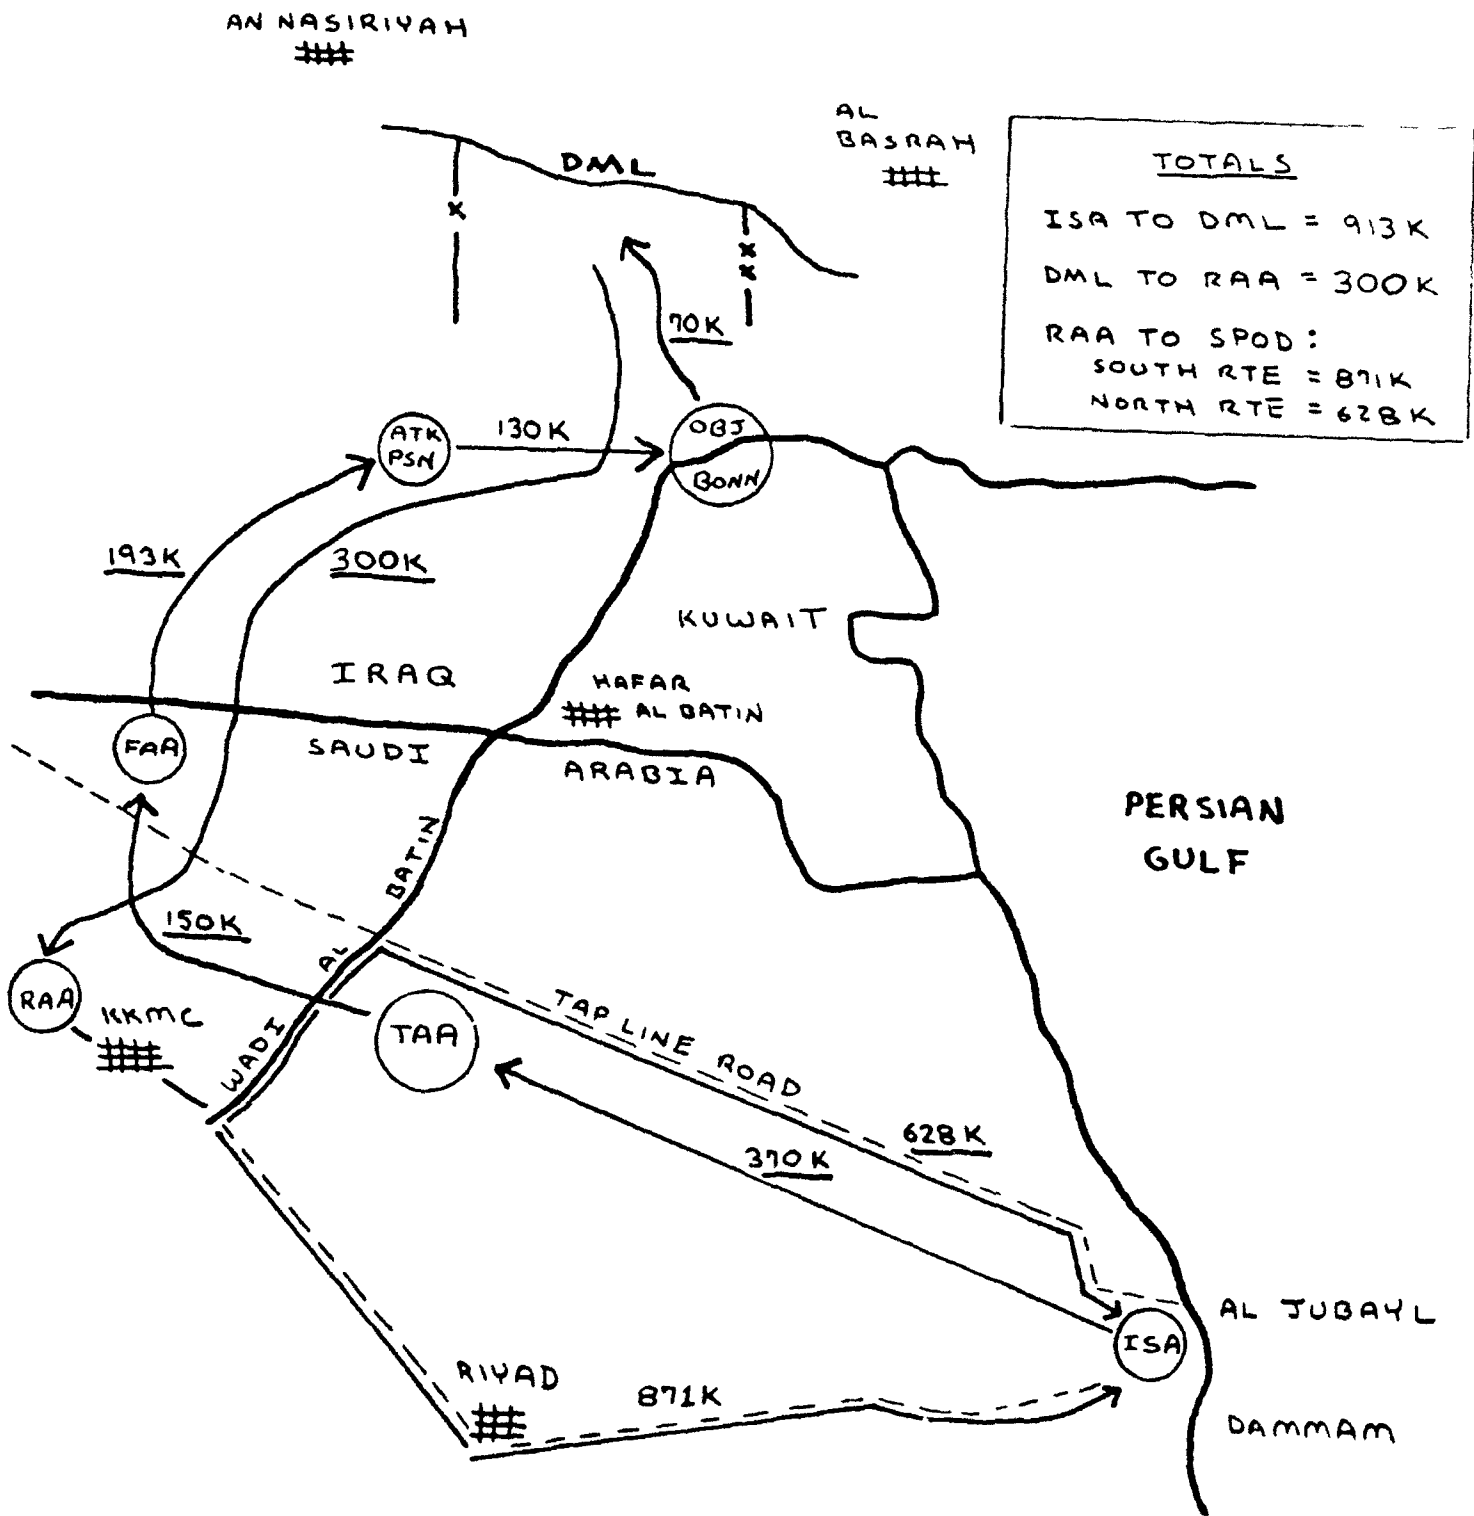 AN NASIRIYAH
AL
BASRAH
DML
TOTALS
ISA TO DML = 913K
DML TO RAA = 300K
RAA TO SPOD:
SOUTH RTE = 871K
NORTH RTE = 628K
X
X
X
70K
ATK
PSN
130K
OBJ
BONN
193K
300K
KUWAIT
IRAQ
HAFAR
AL BATIN
FAA
SAUDI
ARABIA
PERSIAN
GULF
WADI AL BATIN
150K
RAA
KKMC
TAA
TAP LINE ROAD
628K
370K
AL JUBAYL
ISA
RIYAD
871K
DAMMAM